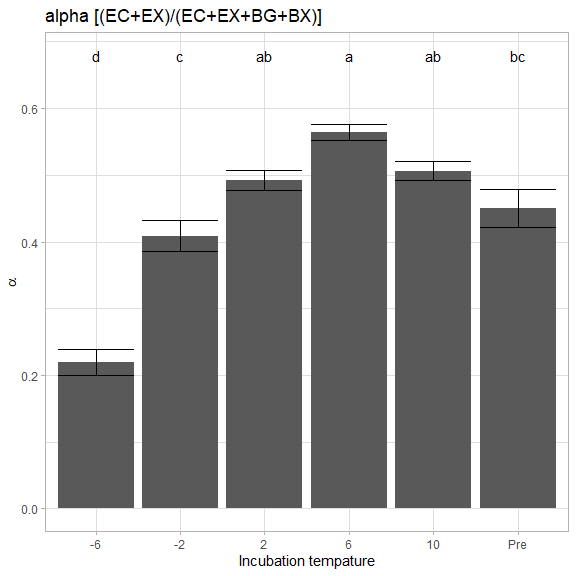 alpha [(EC+EX)/(EC+EX+BG+BX)]
d c ab a ab bc
0.6
0.4
α
0.2
0.0
-6 -2 2 6 10 Pre
Incubation tempature